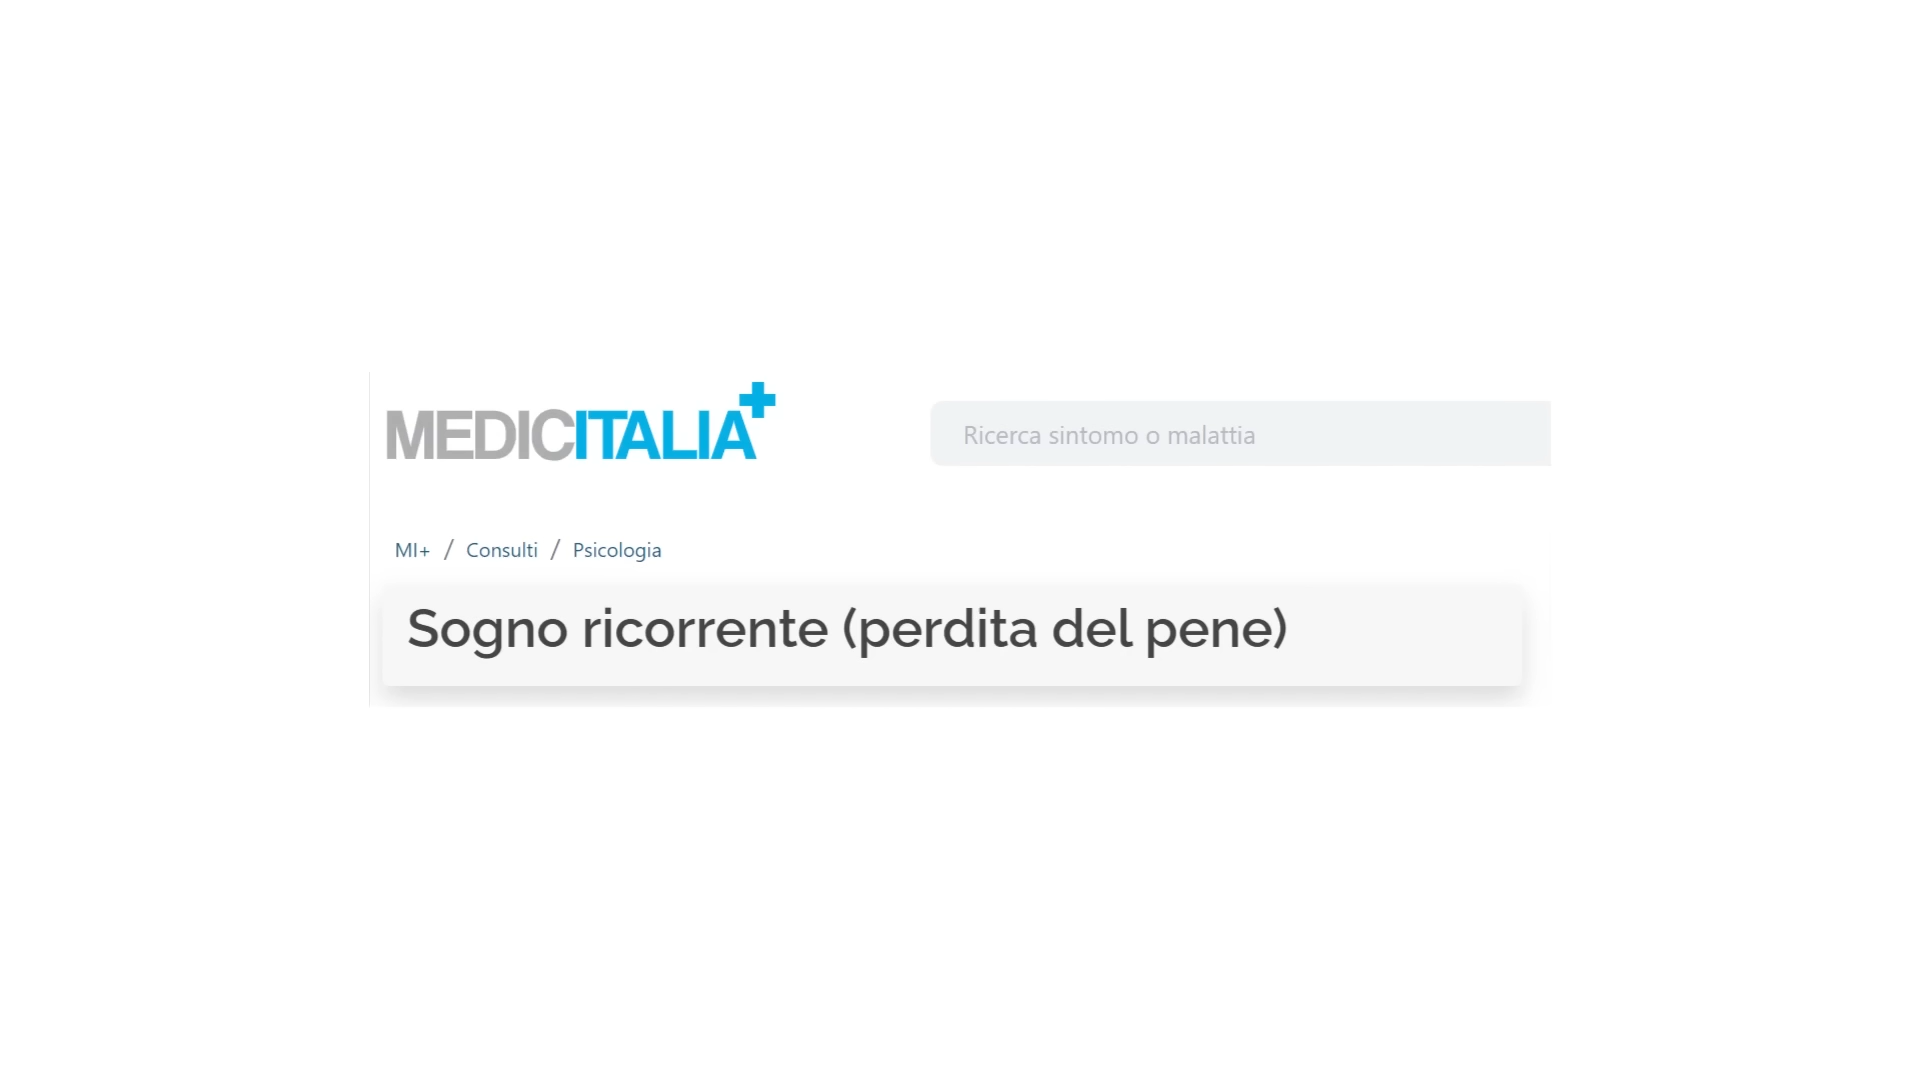 MEDICITALIA+
Ricerca sintomo o malattia
MI+ / Consulti / Psicologia
Sogno ricorrente (perdita del pene)